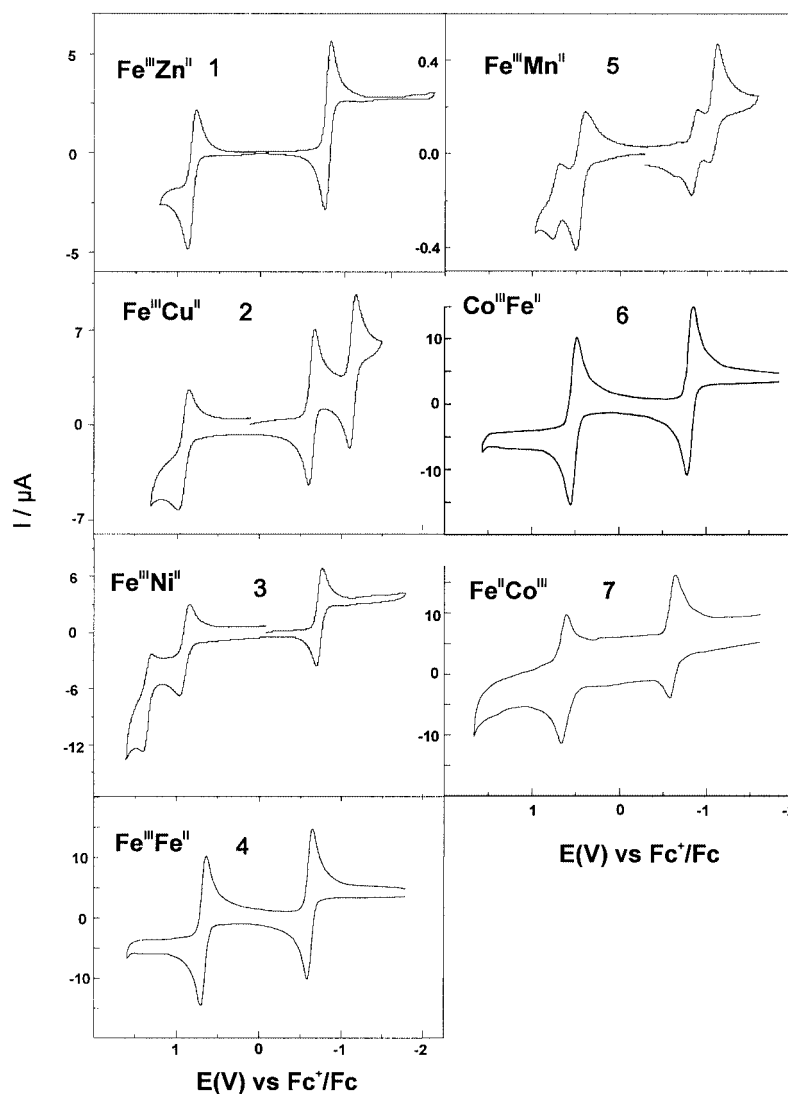 Fe^III Zn^II 1
5
0
-5
Fe^III Mn^II 5
0.4
0.0
-0.4
Fe^III Cu^II 2
7
0
-7
Co^III Fe^II 6
10
0
-10
I / µA
Fe^III Ni^II 3
6
0
-6
-12
Fe^II Co^III 7
10
0
-10
1 0 -1 -2
E(V) vs Fc⁺/Fc
Fe^III Fe^II 4
10
0
-10
1 0 -1 -2
E(V) vs Fc⁺/Fc